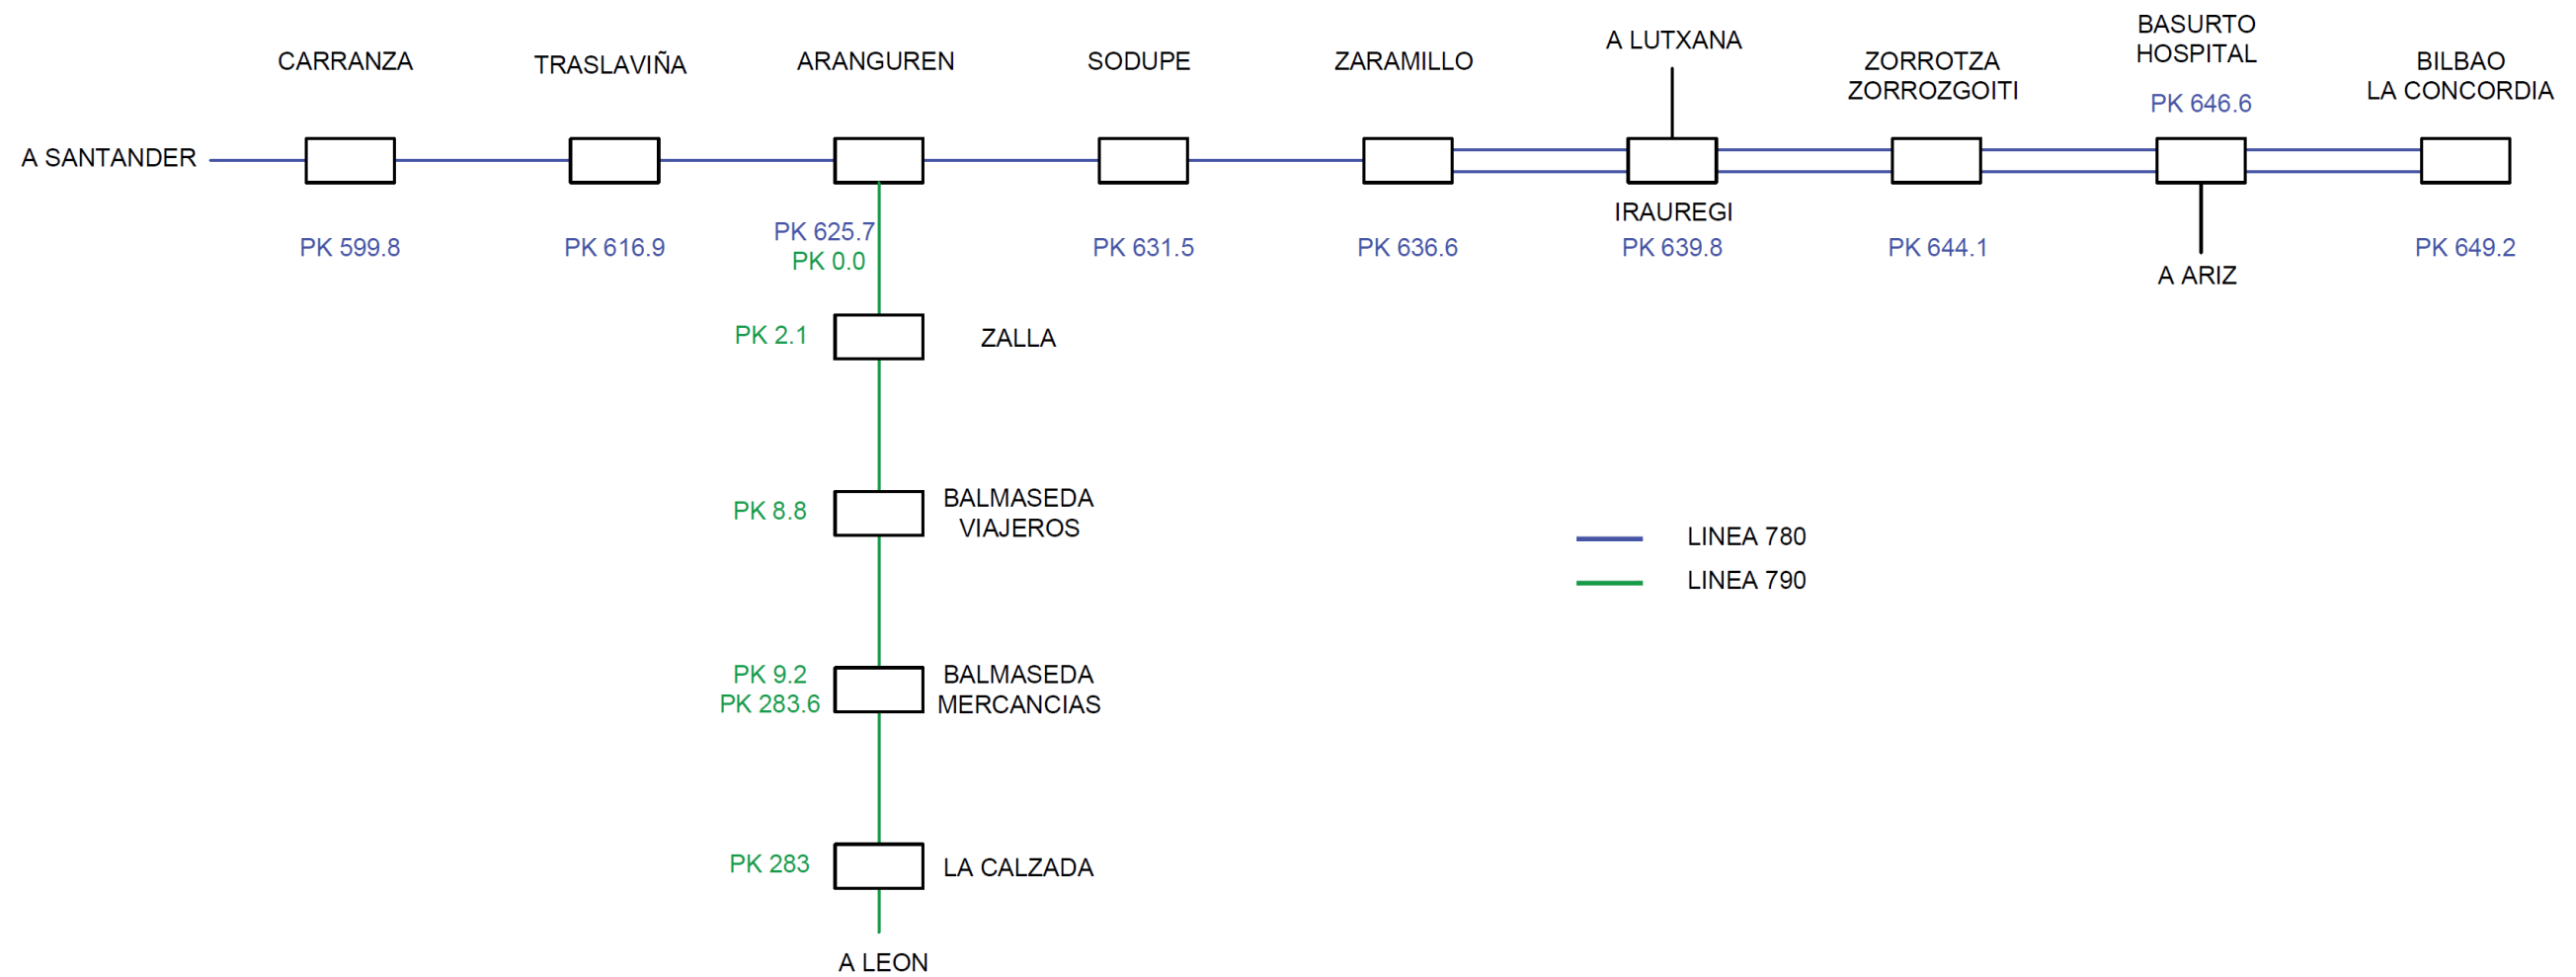 A SANTANDER
CARRANZA
PK 599.8
TRASLAVIÑA
PK 616.9
ARANGUREN
PK 625.7
PK 0.0
SODUPE
PK 631.5
ZARAMILLO
PK 636.6
A LUTXANA
IRAUREGI
PK 639.8
ZORROTZA
ZORROZGOITI
PK 644.1
BASURTO
HOSPITAL
PK 646.6
A ARIZ
BILBAO
LA CONCORDIA
PK 649.2
PK 2.1
ZALLA
PK 8.8
BALMASEDA
VIAJEROS
PK 9.2
PK 283.6
BALMASEDA
MERCANCIAS
PK 283
LA CALZADA
A LEON
LINEA 780
LINEA 790